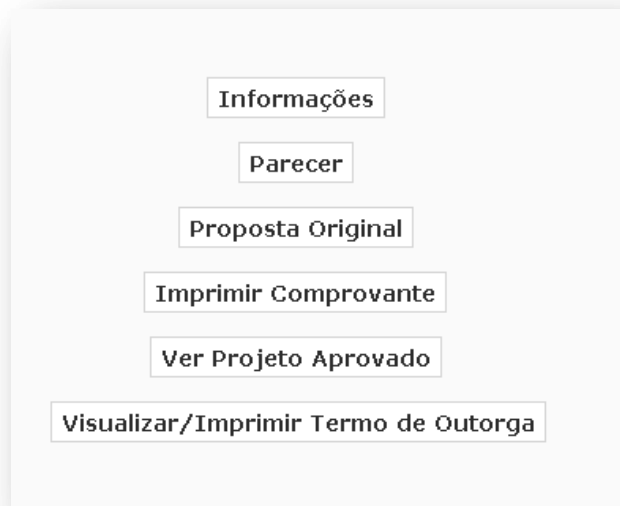 Informações
Parecer
Proposta Original
Imprimir Comprovante
Ver Projeto Aprovado
Visualizar/Imprimir Termo de Outorga